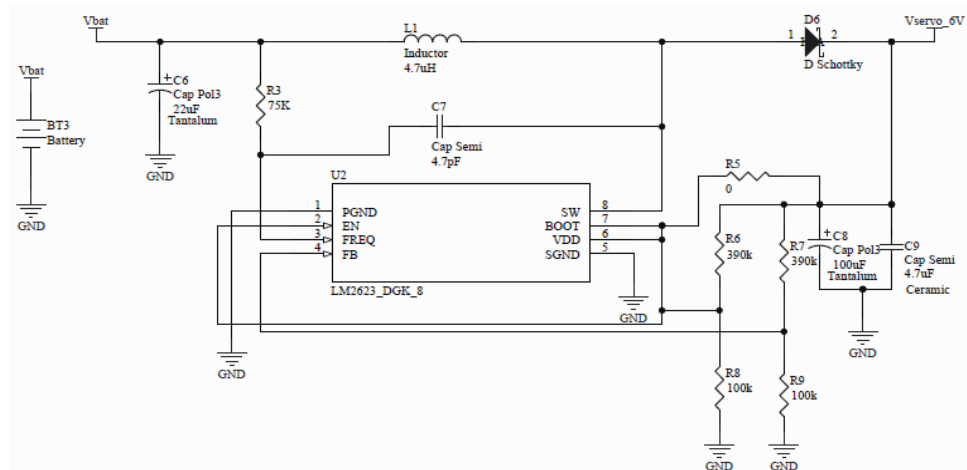 Vbat
L1
Inductor
4.7uH
D6
1
2
D Schottky
Vservo_6V
Vbat
BT3
Battery
GND
C6
Cap Pol3
22uF
Tantalum
GND
R3
75K
C7
Cap Semi
4.7pF
U2
1 PGND
2 EN
3 FREQ
4 FB
SW 8
BOOT 7
VDD 6
SGND 5
LM2623_DGK_8
GND
GND
R5
0
R6
390k
R7
390k
C8
Cap Pol3
100uF
Tantalum
C9
Cap Semi
4.7uF
Ceramic
GND
R8
100k
R9
100k
GND
GND